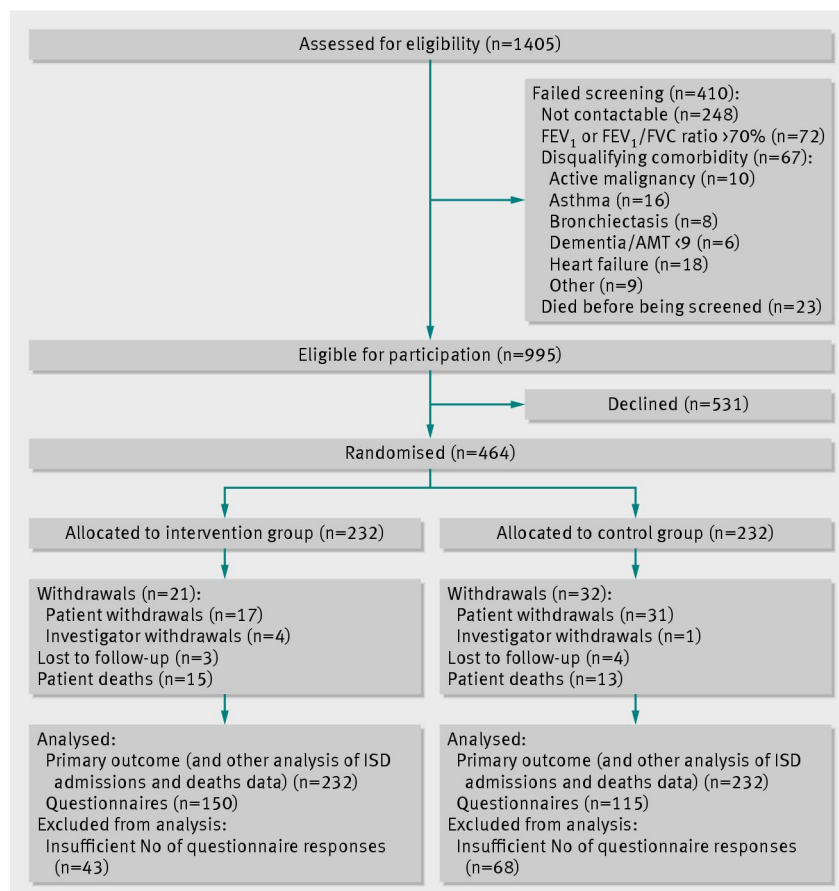 Assessed for eligibility (n=1405)
Failed screening (n=410):
Not contactable (n=248)
FEV₁ or FEV₁/FVC ratio >70% (n=72)
Disqualifying comorbidity (n=67):
Active malignancy (n=10)
Asthma (n=16)
Bronchiectasis (n=8)
Dementia/AMT <9 (n=6)
Heart failure (n=18)
Other (n=9)
Died before being screened (n=23)
Eligible for participation (n=995)
Declined (n=531)
Randomised (n=464)
Allocated to intervention group (n=232)
Withdrawals (n=21):
Patient withdrawals (n=17)
Investigator withdrawals (n=4)
Lost to follow-up (n=3)
Patient deaths (n=15)
Analysed:
Primary outcome (and other analysis of ISD
admissions and deaths data) (n=232)
Questionnaires (n=150)
Excluded from analysis:
Insufficient No of questionnaire responses
(n=43)
Allocated to control group (n=232)
Withdrawals (n=32):
Patient withdrawals (n=31)
Investigator withdrawals (n=1)
Lost to follow-up (n=4)
Patient deaths (n=13)
Analysed:
Primary outcome (and other analysis of ISD
admissions and deaths data) (n=232)
Questionnaires (n=115)
Excluded from analysis:
Insufficient No of questionnaire responses
(n=68)